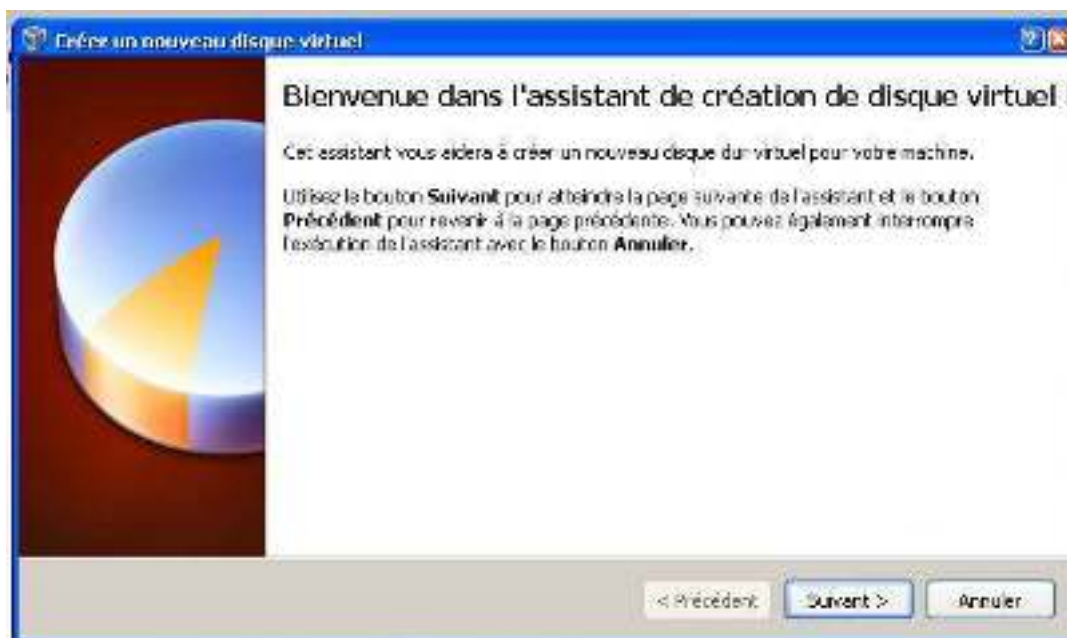 Créer un nouveau disque virtuel
Bienvenue dans l'assistant de création de disque virtuel !
Cet assistant vous aidera à créer un nouveau disque dur virtuel pour votre machine.
Utilisez le bouton Suivant pour atteindre la page suivante de l'assistant et le bouton
Précédent pour revenir à la page précédente. Vous pouvez également interrompre
l'exécution de l'assistant avec le bouton Annuler.
< Précédent
Suivant >
Annuler